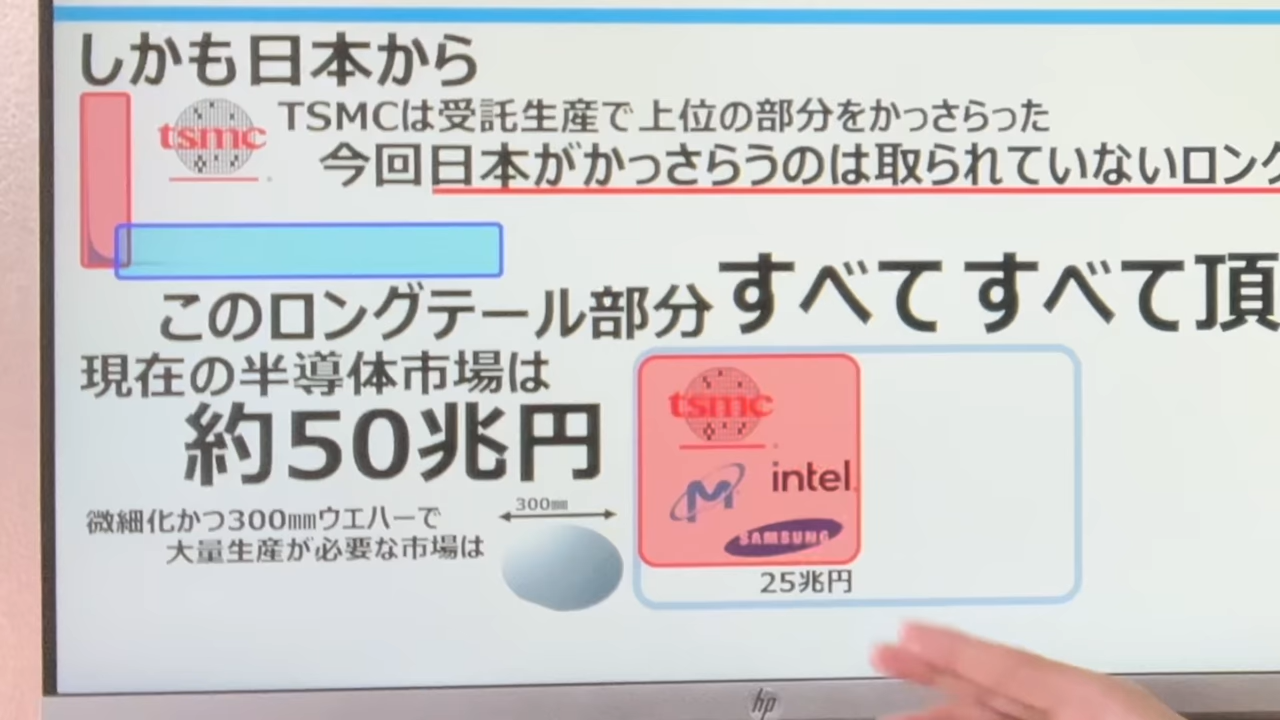 しかも日本から
tsmc
TSMCは受託生産で上位の部分をかっさらった
今回日本がかっさらうのは取られていないロング
このロングテール部分すべて すべて頂
現在の半導体市場は
約50兆円
微細化かつ300㎜ウエハーで
大量生産が必要な市場は
300㎜
tsmc
intel
SAMSUNG
25兆円
hp